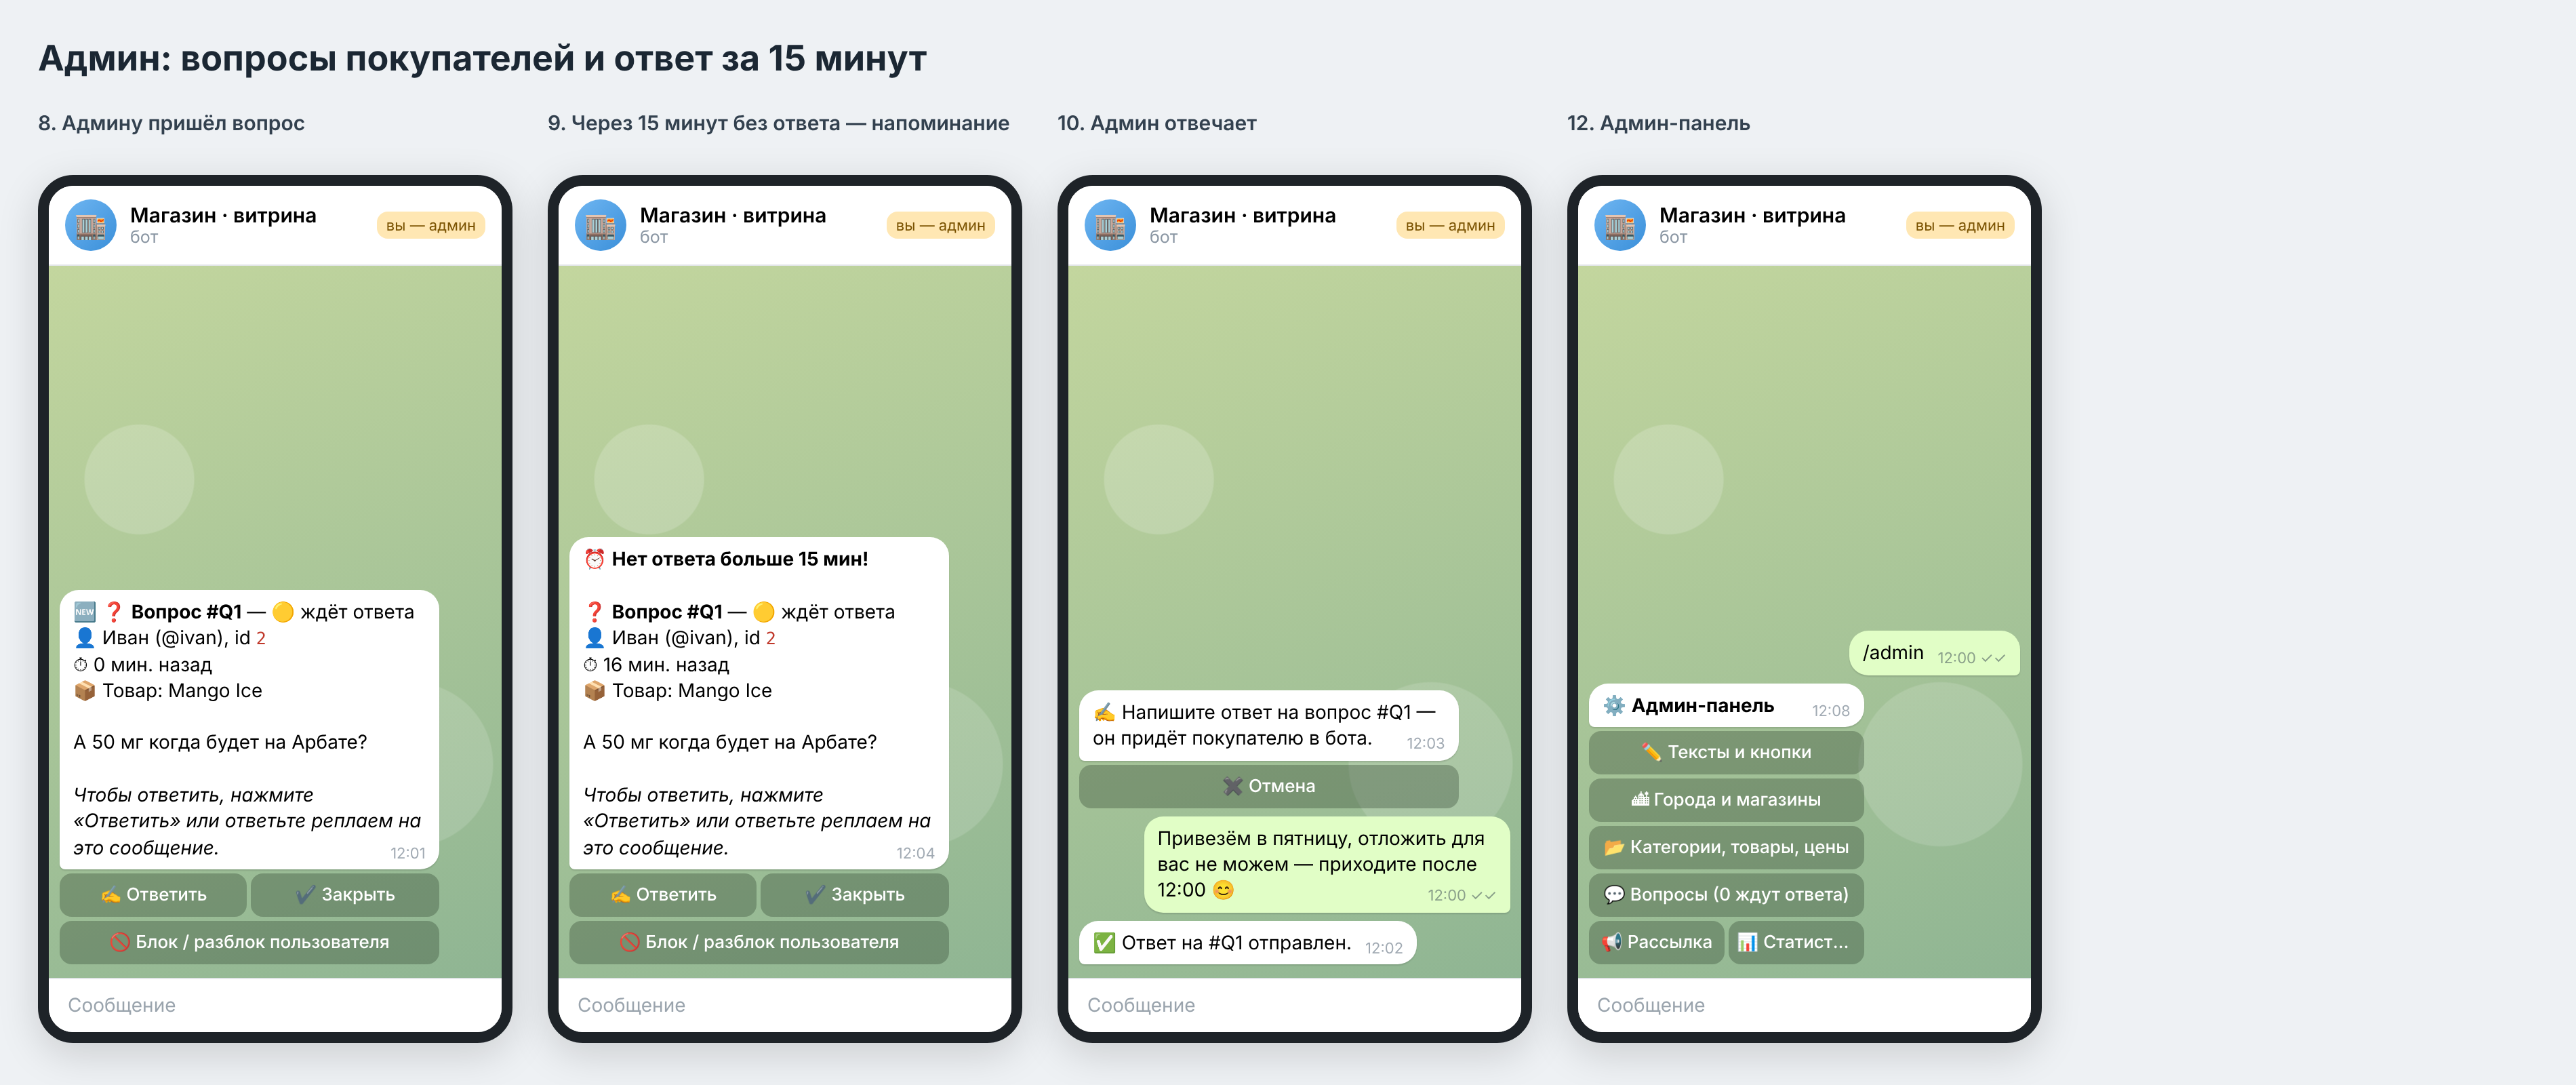 Админ: вопросы покупателей и ответ за 15 минут
8. Админу пришёл вопрос
Магазин · витрина
бот
вы — админ
🆕 ❓ Вопрос #Q1 — 🟡 ждёт ответа
👤 Иван (@ivan), id 2
⏱ 0 мин. назад
📦 Товар: Mango Ice
А 50 мг когда будет на Арбате?
Чтобы ответить, нажмите
«Ответить» или ответьте реплаем на
это сообщение. 12:01
✍️ Ответить
✔️ Закрыть
🚫 Блок / разблок пользователя
Сообщение
9. Через 15 минут без ответа — напоминание
Магазин · витрина
бот
вы — админ
⏰ Нет ответа больше 15 мин!
❓ Вопрос #Q1 — 🟡 ждёт ответа
👤 Иван (@ivan), id 2
⏱ 16 мин. назад
📦 Товар: Mango Ice
А 50 мг когда будет на Арбате?
Чтобы ответить, нажмите
«Ответить» или ответьте реплаем на
это сообщение. 12:04
✍️ Ответить
✔️ Закрыть
🚫 Блок / разблок пользователя
Сообщение
10. Админ отвечает
Магазин · витрина
бот
вы — админ
✍️ Напишите ответ на вопрос #Q1 —
он придёт покупателю в бота. 12:03
✖️ Отмена
Привезём в пятницу, отложить для
вас не можем — приходите после
12:00 😊 12:00 ✓✓
✅ Ответ на #Q1 отправлен. 12:02
Сообщение
12. Админ-панель
Магазин · витрина
бот
вы — админ
/admin 12:00 ✓✓
⚙️ Админ-панель 12:08
✏️ Тексты и кнопки
🏙 Города и магазины
📂 Категории, товары, цены
💬 Вопросы (0 ждут ответа)
📢 Рассылка
📊 Статист...
Сообщение